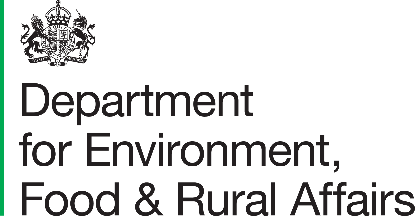 Department
for Environment,
Food & Rural Affairs